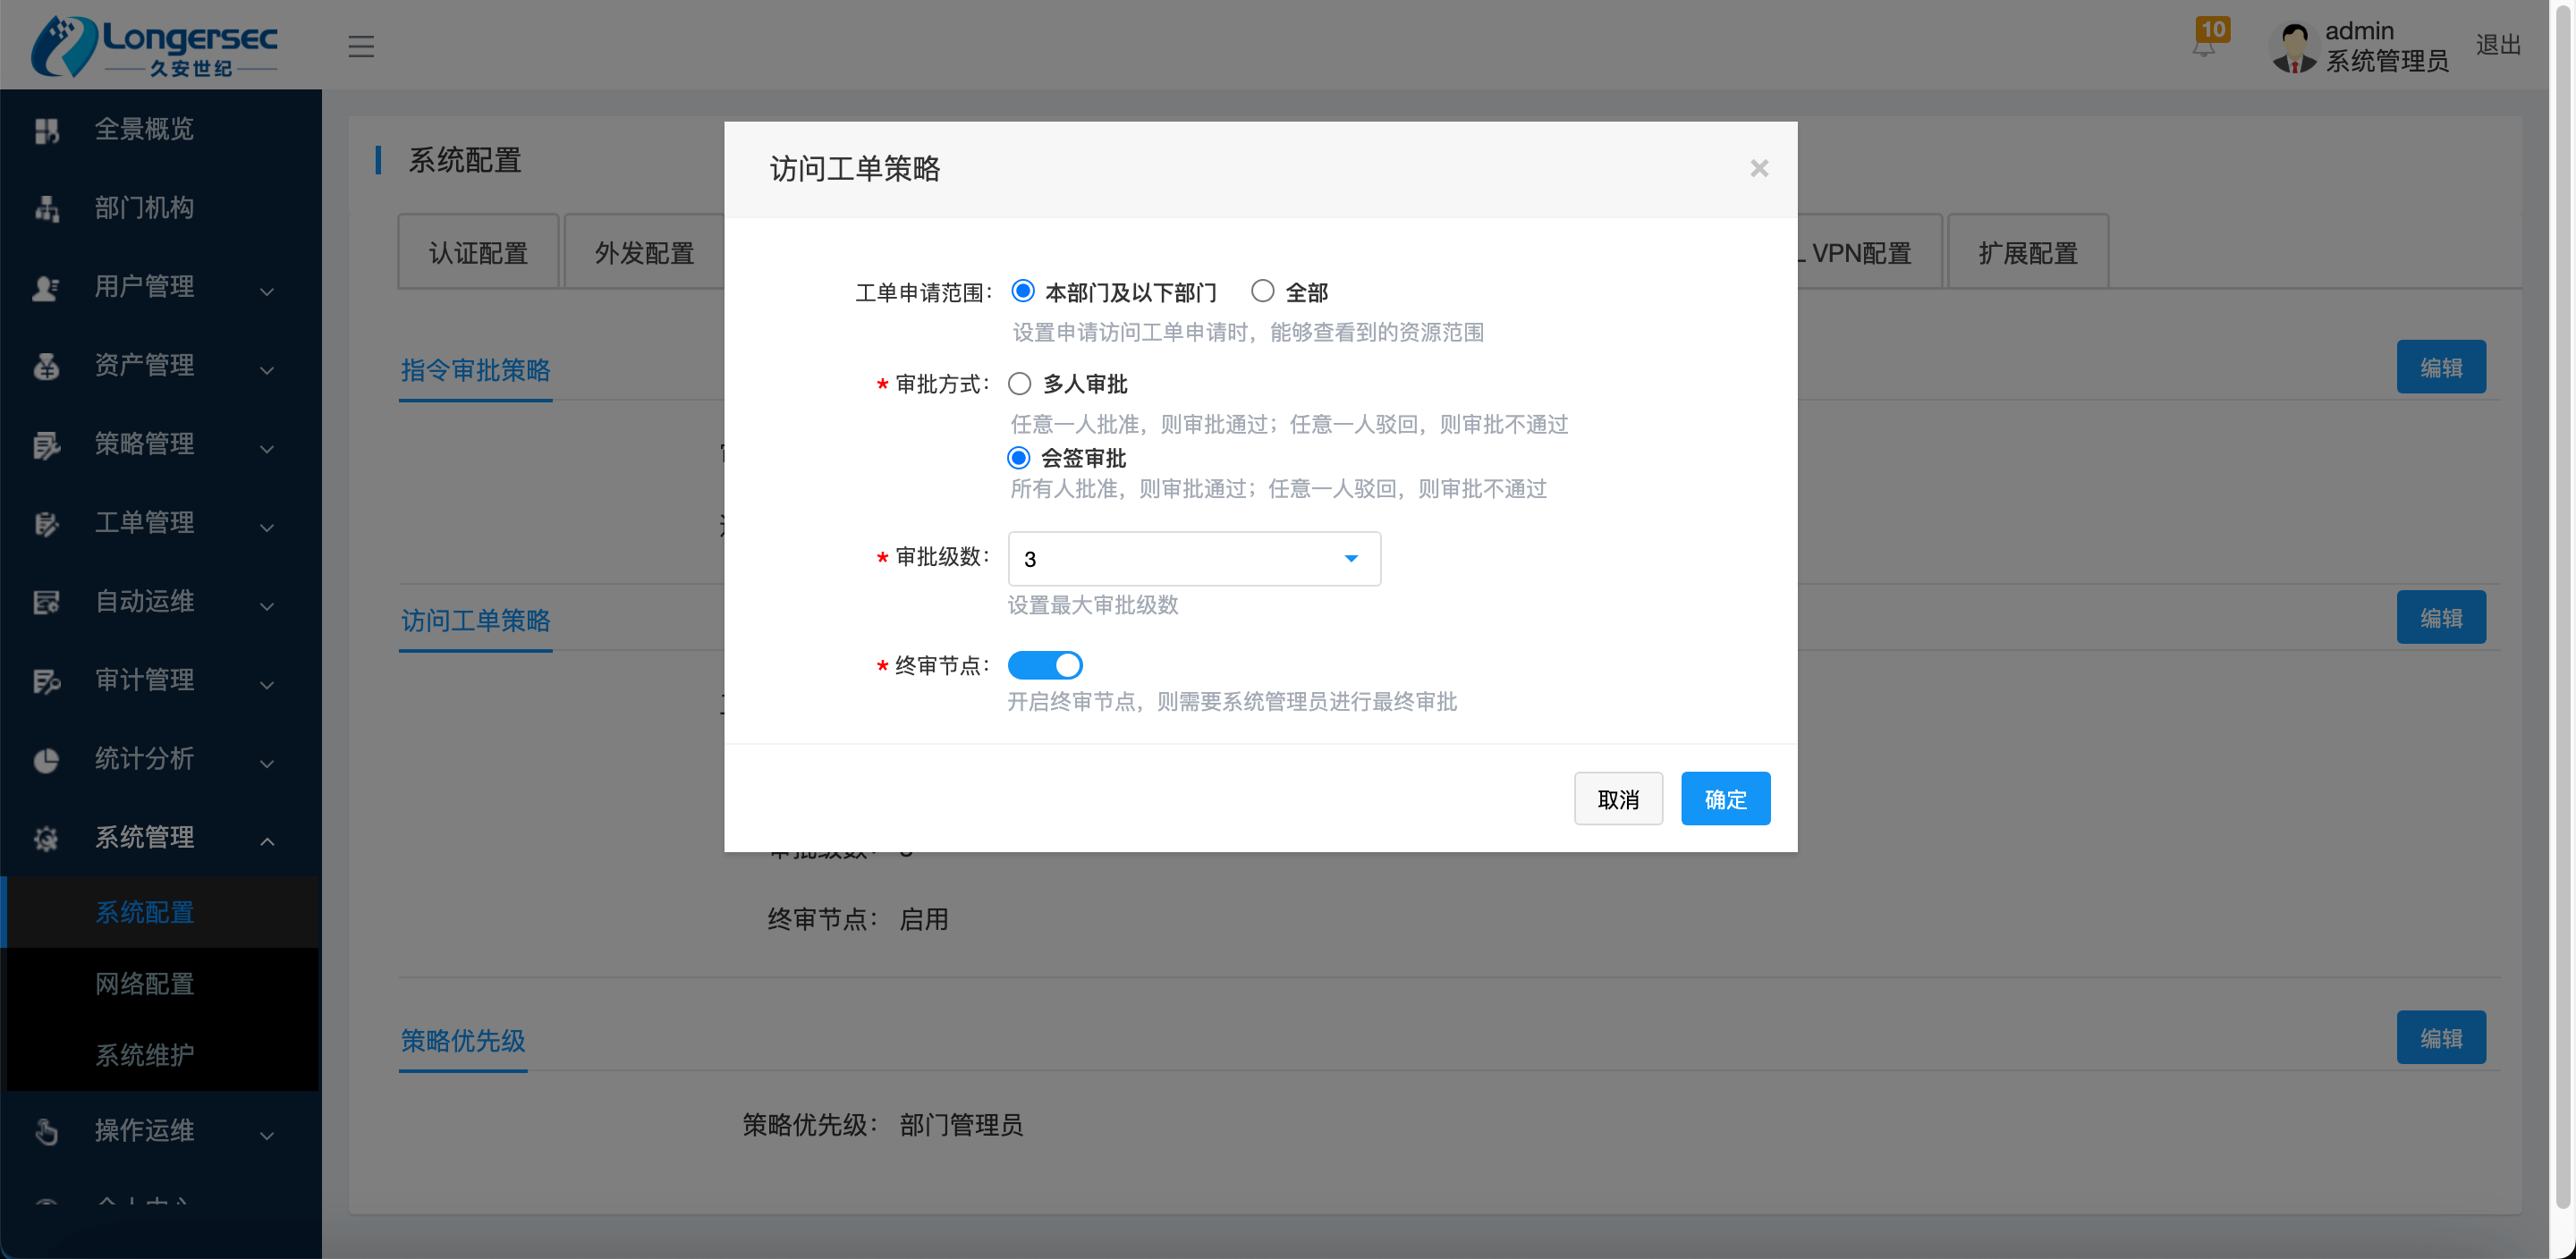 Longersec
久安世纪
10
admin
系统管理员
退出
全景概览
部门机构
用户管理
资产管理
策略管理
工单管理
自动运维
审计管理
统计分析
系统管理
系统配置
网络配置
系统维护
操作运维
系统配置
认证配置
外发配置
VPN配置
扩展配置
指令审批策略
编辑
访问工单策略
编辑
终审节点： 启用
策略优先级
编辑
策略优先级： 部门管理员
访问工单策略
×
工单申请范围： 本部门及以下部门 全部
设置申请访问工单申请时，能够查看到的资源范围
* 审批方式： 多人审批
任意一人批准，则审批通过；任意一人驳回，则审批不通过
会签审批
所有人批准，则审批通过；任意一人驳回，则审批不通过
* 审批级数： 3
设置最大审批级数
* 终审节点：
开启终审节点，则需要系统管理员进行最终审批
取消
确定